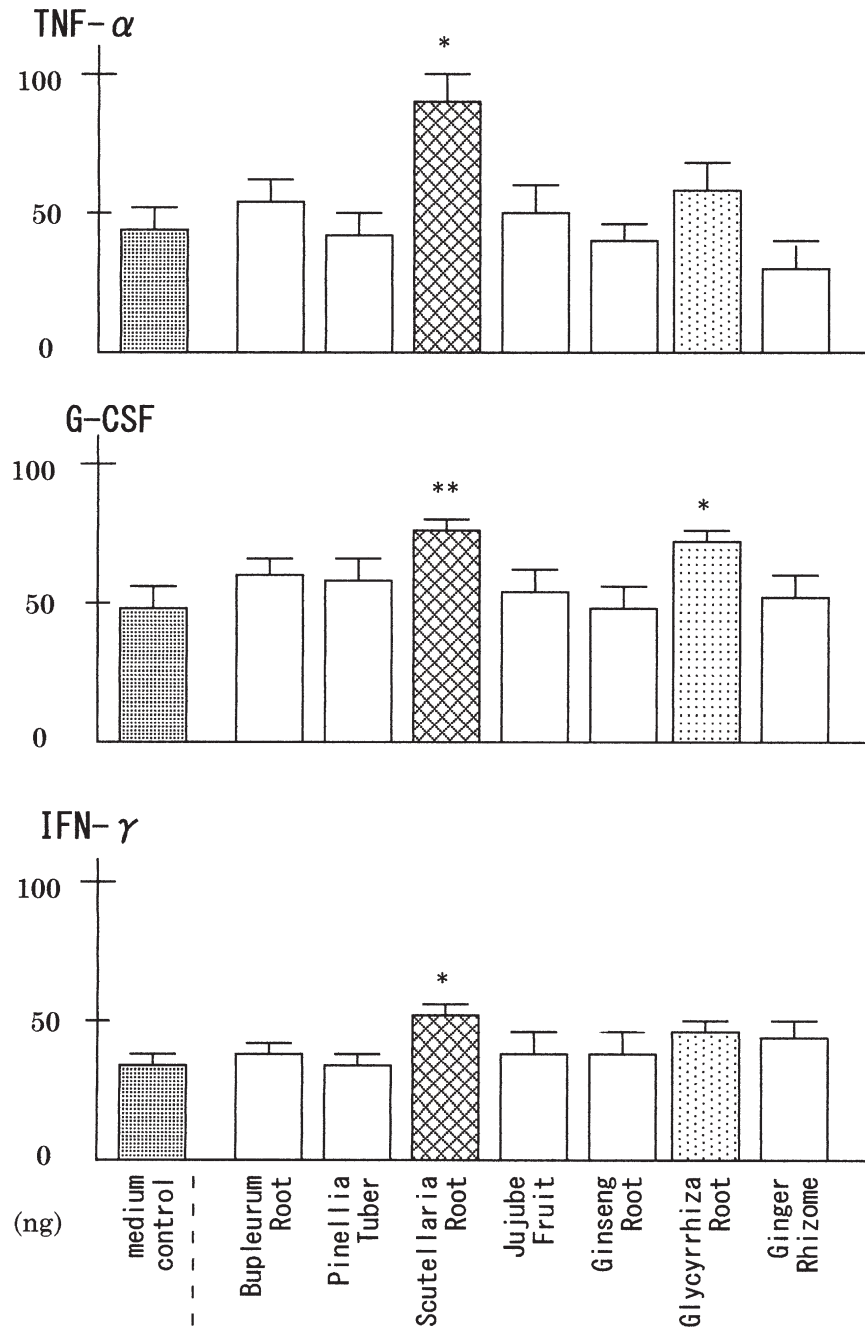 TNF-α
*
100
50
0
G-CSF
100
**
*
50
0
IFN-γ
100
*
50
0
(ng)
medium
control
Bupleurum
Root
Pinellia
Tuber
Scutellaria
Root
Jujube
Fruit
Ginseng
Root
Glycyrrhiza
Root
Ginger
Rhizome